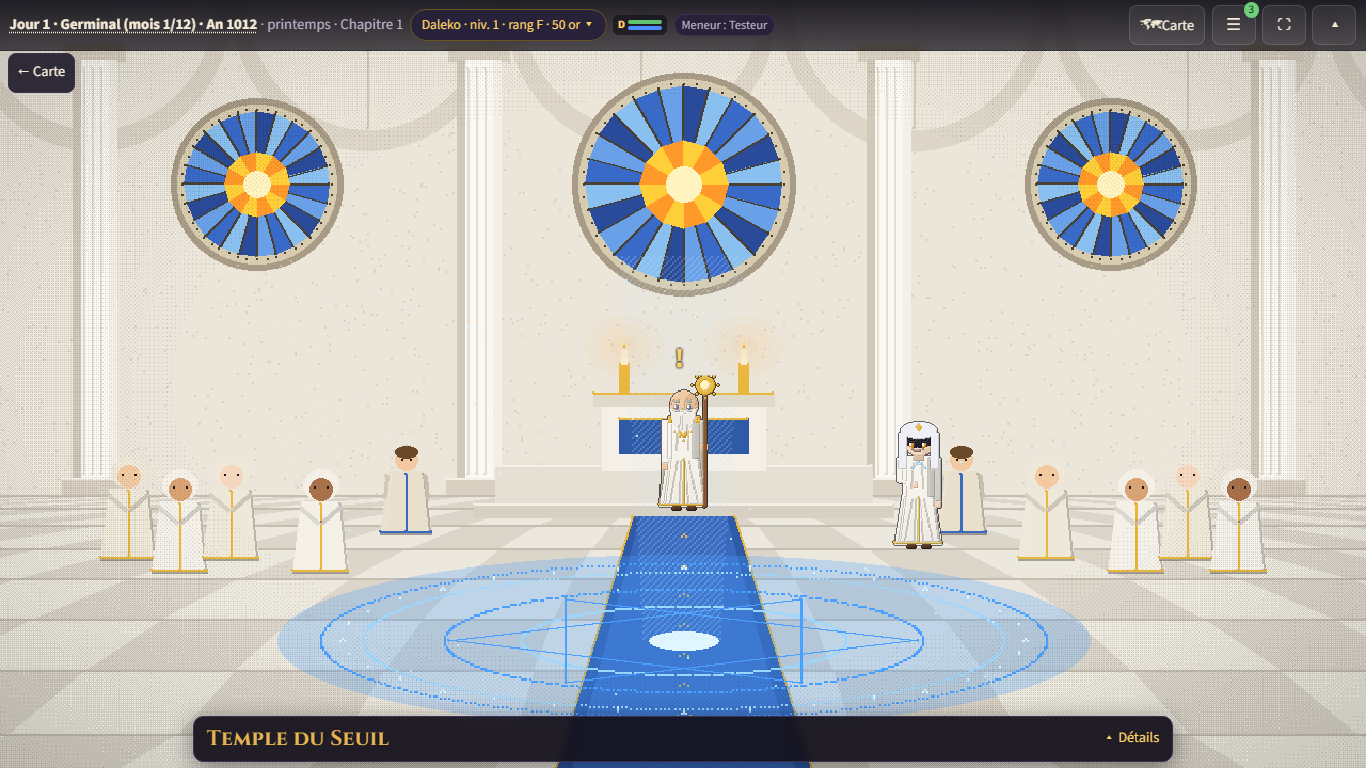 Jour 1 · Germinal (mois 1/12) · An 1012 · printemps · Chapitre 1
Daleko · niv. 1 · rang F · 50 or ▾
D
Meneur : Testeur
Carte
3
← Carte
!
Temple du Seuil
Détails